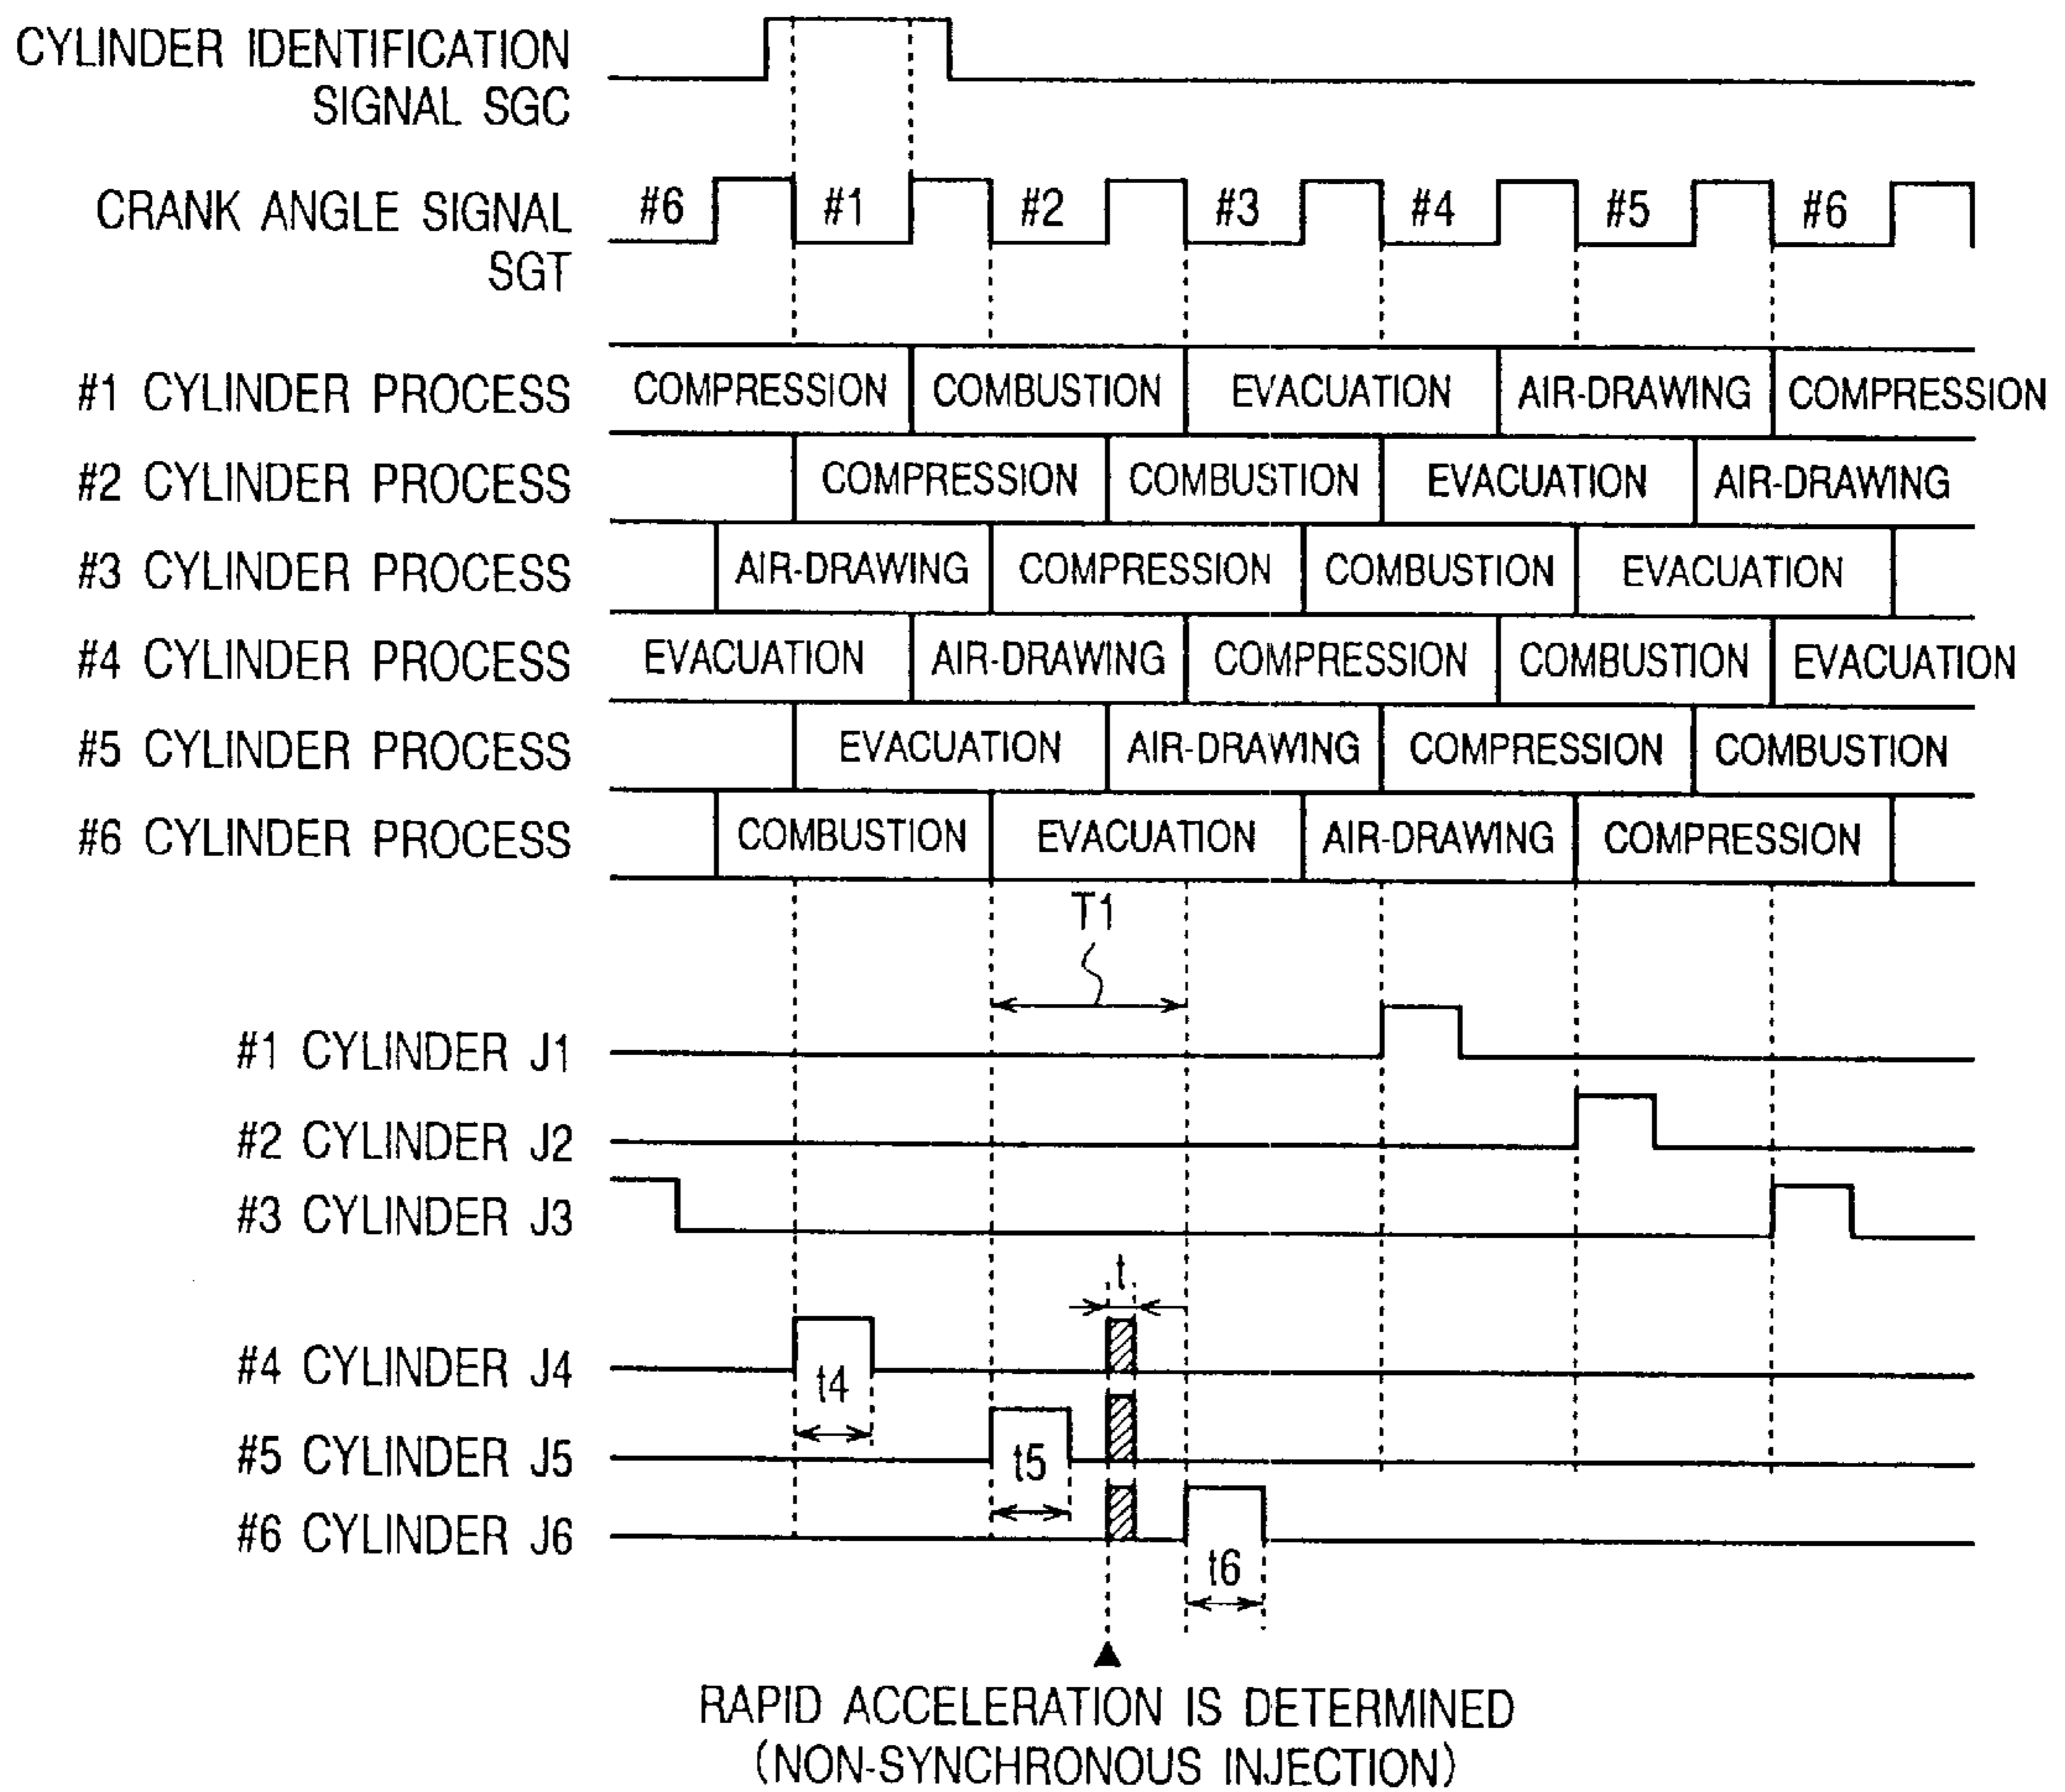 CYLINDER IDENTIFICATION
SIGNAL SGC
CRANK ANGLE SIGNAL
SGT
#6 #1 #2 #3 #4 #5 #6
#1 CYLINDER PROCESS COMPRESSION COMBUSTION EVACUATION AIR-DRAWING COMPRESSION
#2 CYLINDER PROCESS COMPRESSION COMBUSTION EVACUATION AIR-DRAWING
#3 CYLINDER PROCESS AIR-DRAWING COMPRESSION COMBUSTION EVACUATION
#4 CYLINDER PROCESS EVACUATION AIR-DRAWING COMPRESSION COMBUSTION EVACUATION
#5 CYLINDER PROCESS EVACUATION AIR-DRAWING COMPRESSION COMBUSTION
#6 CYLINDER PROCESS COMBUSTION EVACUATION AIR-DRAWING COMPRESSION
T1
#1 CYLINDER J1
#2 CYLINDER J2
#3 CYLINDER J3
t
#4 CYLINDER J4
t4
#5 CYLINDER J5
t5
#6 CYLINDER J6
t6
RAPID ACCELERATION IS DETERMINED
(NON-SYNCHRONOUS INJECTION)